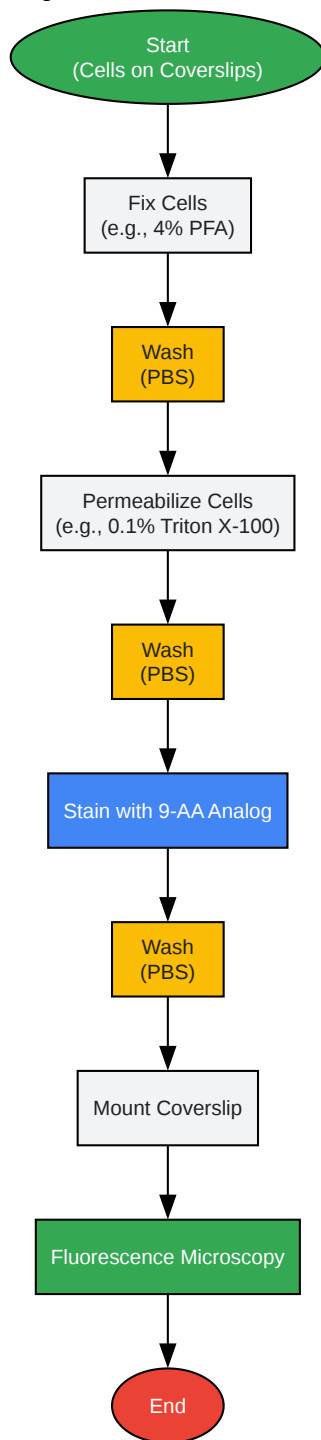 Start
(Cells on Coverslips)
Fix Cells
(e.g., 4% PFA)
Wash
(PBS)
Permeabilize Cells
(e.g., 0.1% Triton X-100)
Wash
(PBS)
Stain with 9-AA Analog
Wash
(PBS)
Mount Coverslip
Fluorescence Microscopy
End